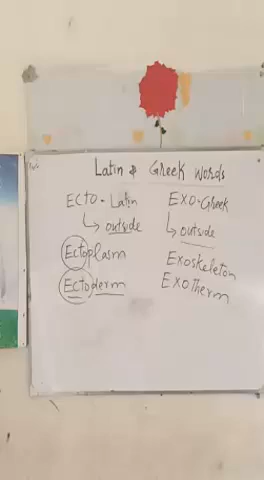 Latin & Greek words
ECTO - Latin
↳ outside
Ectoplasm
Ectoderm
EXO - Greek
↳ outside
Exoskeleton
EXOtherm